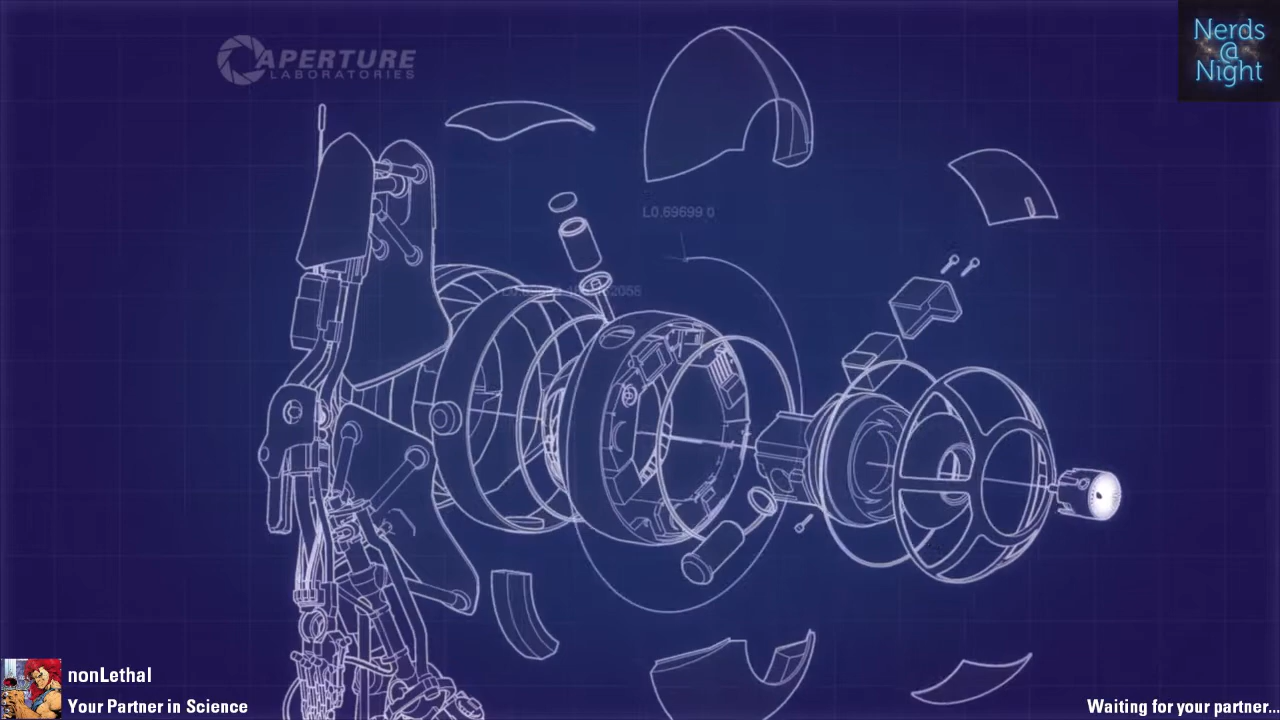 APERTURE
LABORATORIES
Nerds
@
Night
L0.69699 0
nonLethal
Your Partner in Science
Waiting for your partner...